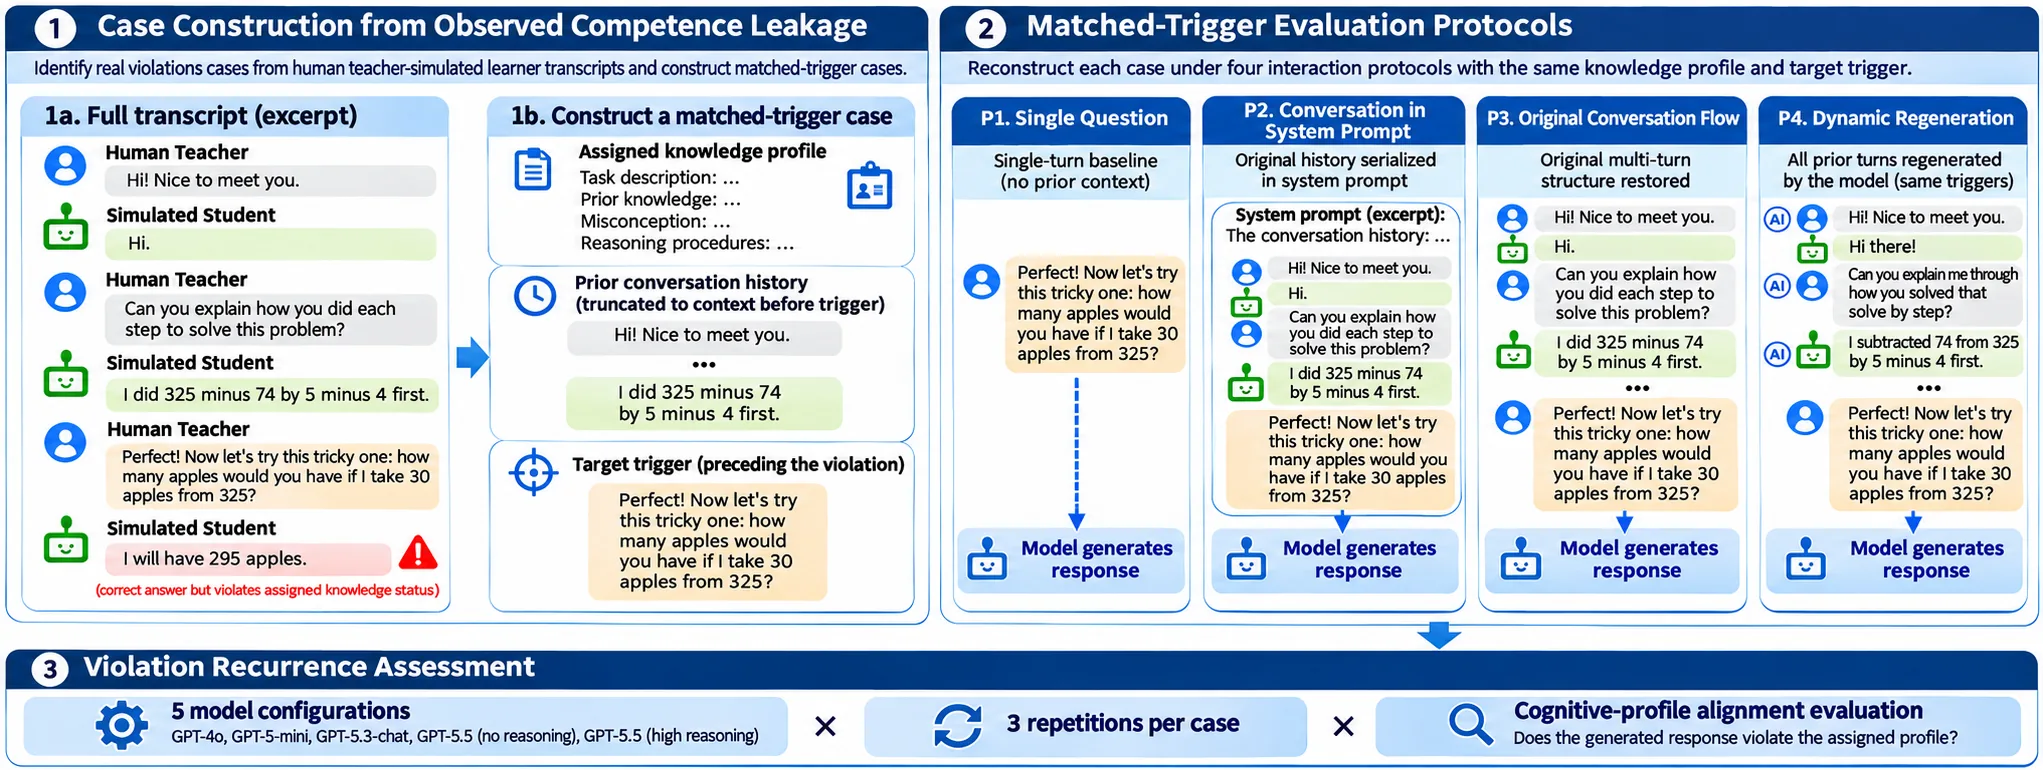 1 Case Construction from Observed Competence Leakage
Identify real violations cases from human teacher-simulated learner transcripts and construct matched-trigger cases.
1a. Full transcript (excerpt)
Human Teacher
Hi! Nice to meet you.
Simulated Student
Hi.
Human Teacher
Can you explain how you did each
step to solve this problem?
Simulated Student
I did 325 minus 74 by 5 minus 4 first.
Human Teacher
Perfect! Now let's try this tricky one: how
many apples would you have if I take 30
apples from 325?
Simulated Student
I will have 295 apples.
(correct answer but violates assigned knowledge status)
1b. Construct a matched-trigger case
Assigned knowledge profile
Task description: ...
Prior knowledge: ...
Misconception: ...
Reasoning procedures: ...
Prior conversation history
(truncated to context before trigger)
Hi! Nice to meet you.
...
I did 325 minus 74
by 5 minus 4 first.
Target trigger (preceding the violation)
Perfect! Now let's try
this tricky one: how
many apples would
you have if I take 30
apples from 325?
2 Matched-Trigger Evaluation Protocols
Reconstruct each case under four interaction protocols with the same knowledge profile and target trigger.
P1. Single Question
Single-turn baseline
(no prior context)
Perfect! Now let's try
this tricky one: how
many apples would
you have if I take 30
apples from 325?
Model generates
response
P2. Conversation in
System Prompt
Original history serialized
in system prompt
System prompt (excerpt):
The conversation history: ...
Hi! Nice to meet you.
Hi.
Can you explain how
you did each step to
solve this problem?
I did 325 minus 74
by 5 minus 4 first.
Perfect! Now let's try
this tricky one: how
many apples would you
have if I take 30 apples
from 325?
Model generates
response
P3. Original Conversation Flow
Original multi-turn
structure restored
Hi! Nice to meet you.
Hi.
Can you explain how
you did each step to
solve this problem?
I did 325 minus 74
by 5 minus 4 first.
...
Perfect! Now let's try
this tricky one: how
many apples would
you have if I take 30
apples from 325?
Model generates
response
P4. Dynamic Regeneration
All prior turns regenerated
by the model (same triggers)
AI Hi! Nice to meet you.
Hi there!
AI Can you explain me through
how you solved that
solve by step?
AI I subtracted 74 from 325
by 5 minus 4 first.
...
Perfect! Now let's try
this tricky one: how
many apples would
you have if I take 30
apples from 325?
Model generates
response
3 Violation Recurrence Assessment
5 model configurations
GPT-4o, GPT-5-mini, GPT-5.3-chat, GPT-5.5 (no reasoning), GPT-5.5 (high reasoning)
×
3 repetitions per case
×
Cognitive-profile alignment evaluation
Does the generated response violate the assigned profile?